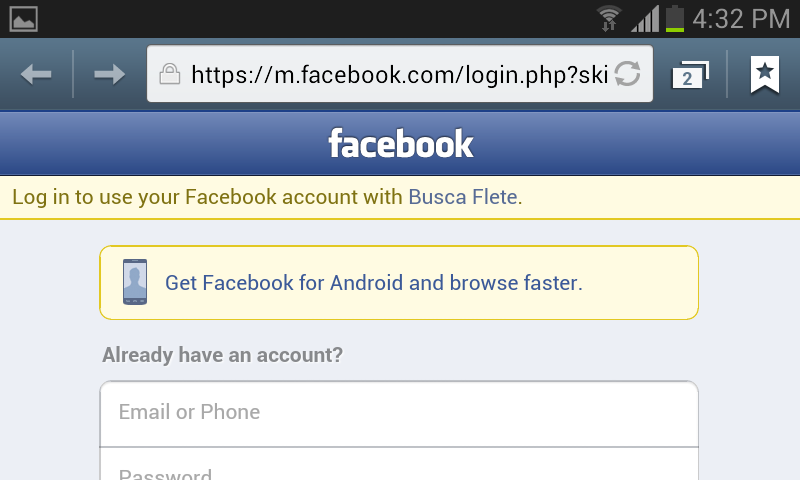 4:32 PM
https://m.facebook.com/login.php?ski
2
facebook
Log in to use your Facebook account with Busca Flete.
Get Facebook for Android and browse faster.
Already have an account?
Email or Phone
Password